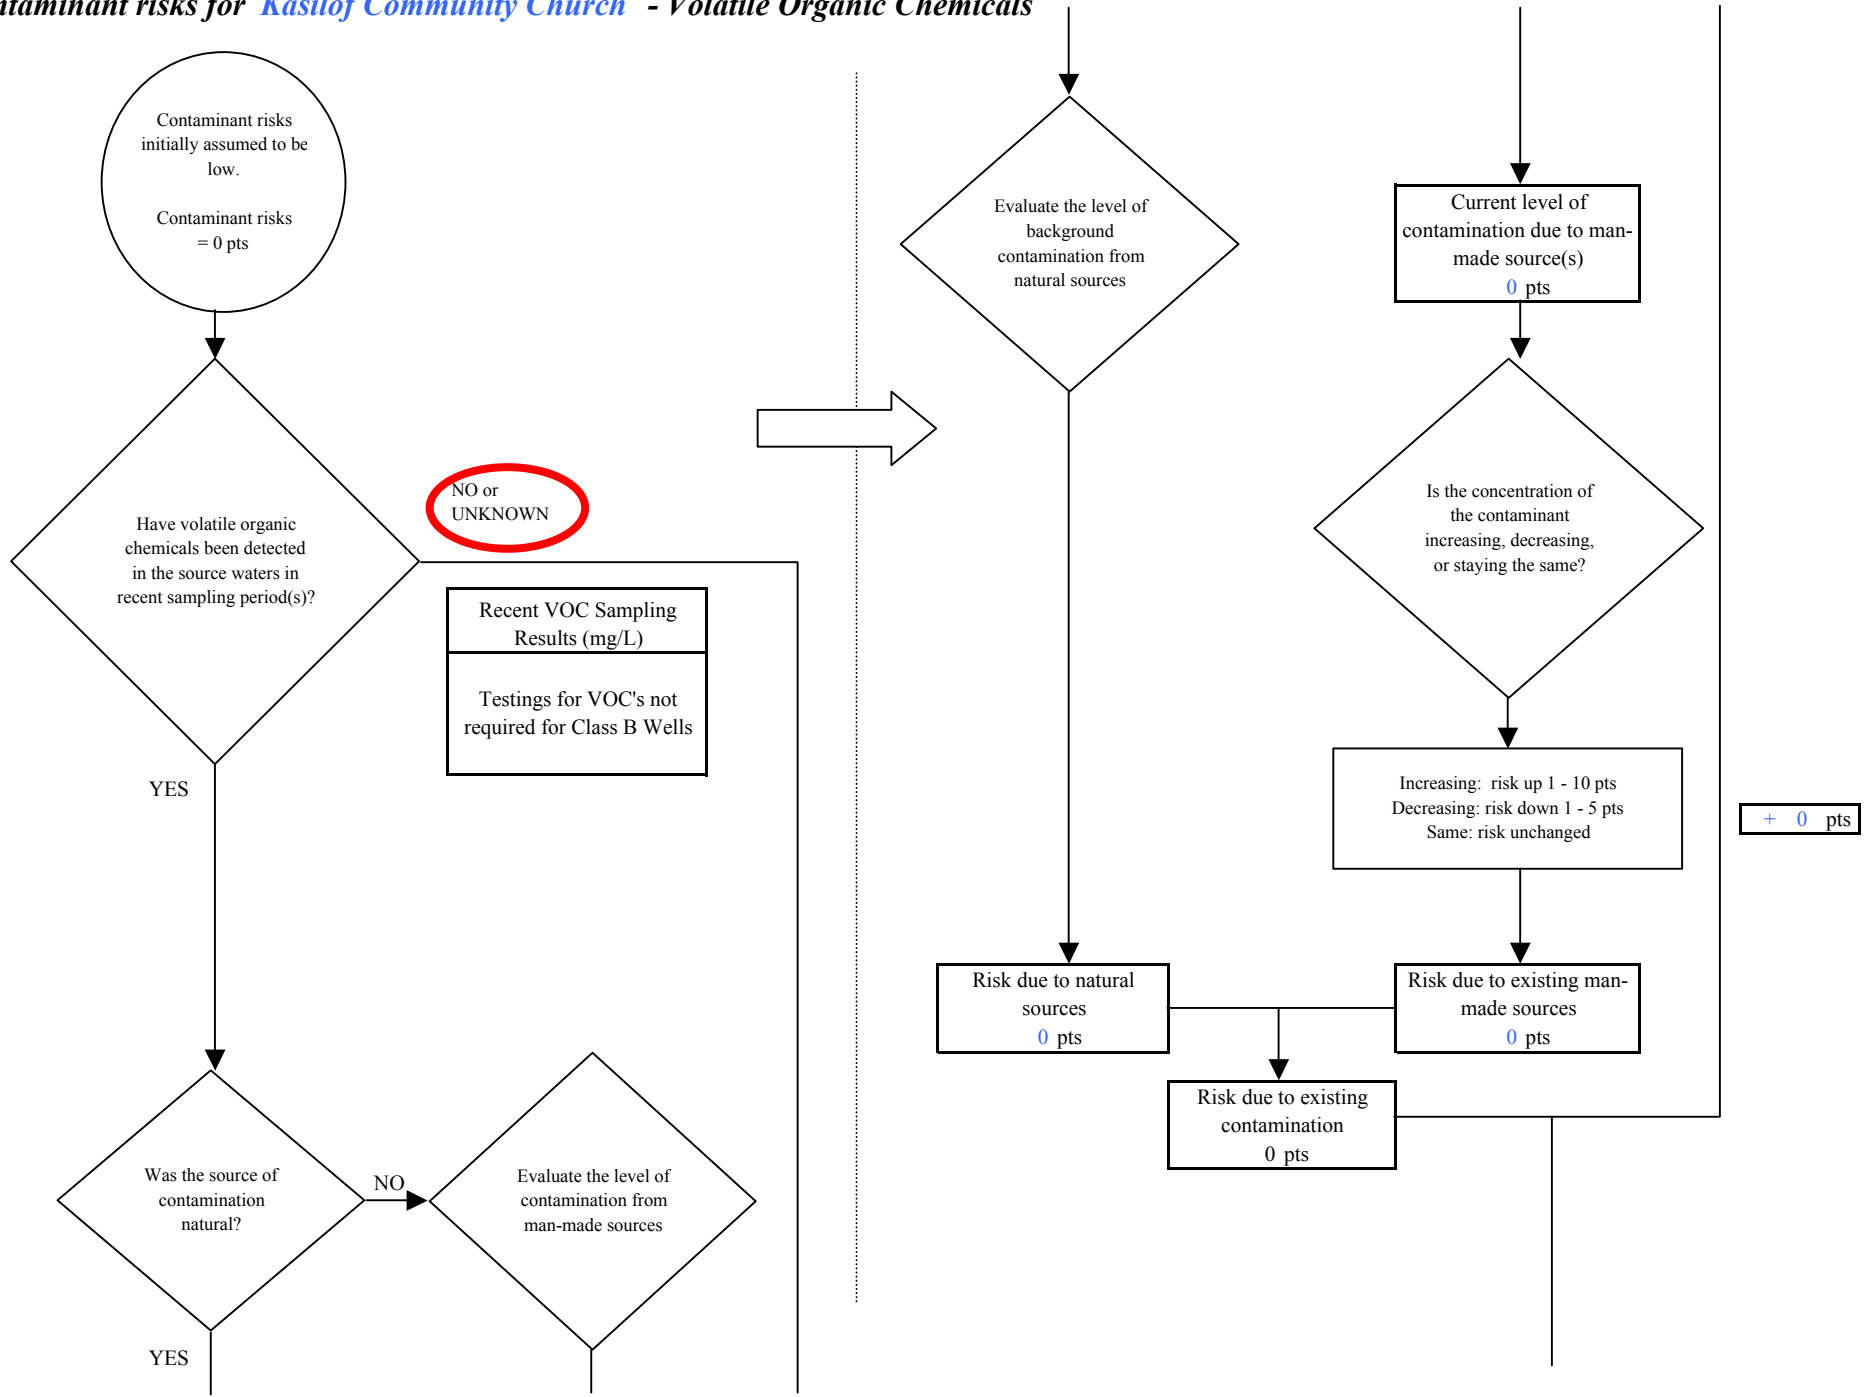 ntaminant risks for Kasilof Community Church - Volatile Organic Chemicals
Contaminant risks
initially assumed to be
low.
Contaminant risks
= 0 pts
Have volatile organic
chemicals been detected
in the source waters in
recent sampling period(s)?
NO or
UNKNOWN
Recent VOC Sampling
Results (mg/L)
Testings for VOC's not
required for Class B Wells
YES
Was the source of
contamination
natural?
NO
Evaluate the level of
contamination from
man-made sources
YES
Evaluate the level of
background
contamination from
natural sources
Current level of
contamination due to man-
made source(s)
0 pts
Is the concentration of
the contaminant
increasing, decreasing,
or staying the same?
Increasing: risk up 1 - 10 pts
Decreasing: risk down 1 - 5 pts
Same: risk unchanged
+ 0 pts
Risk due to natural
sources
0 pts
Risk due to existing man-
made sources
0 pts
Risk due to existing
contamination
0 pts